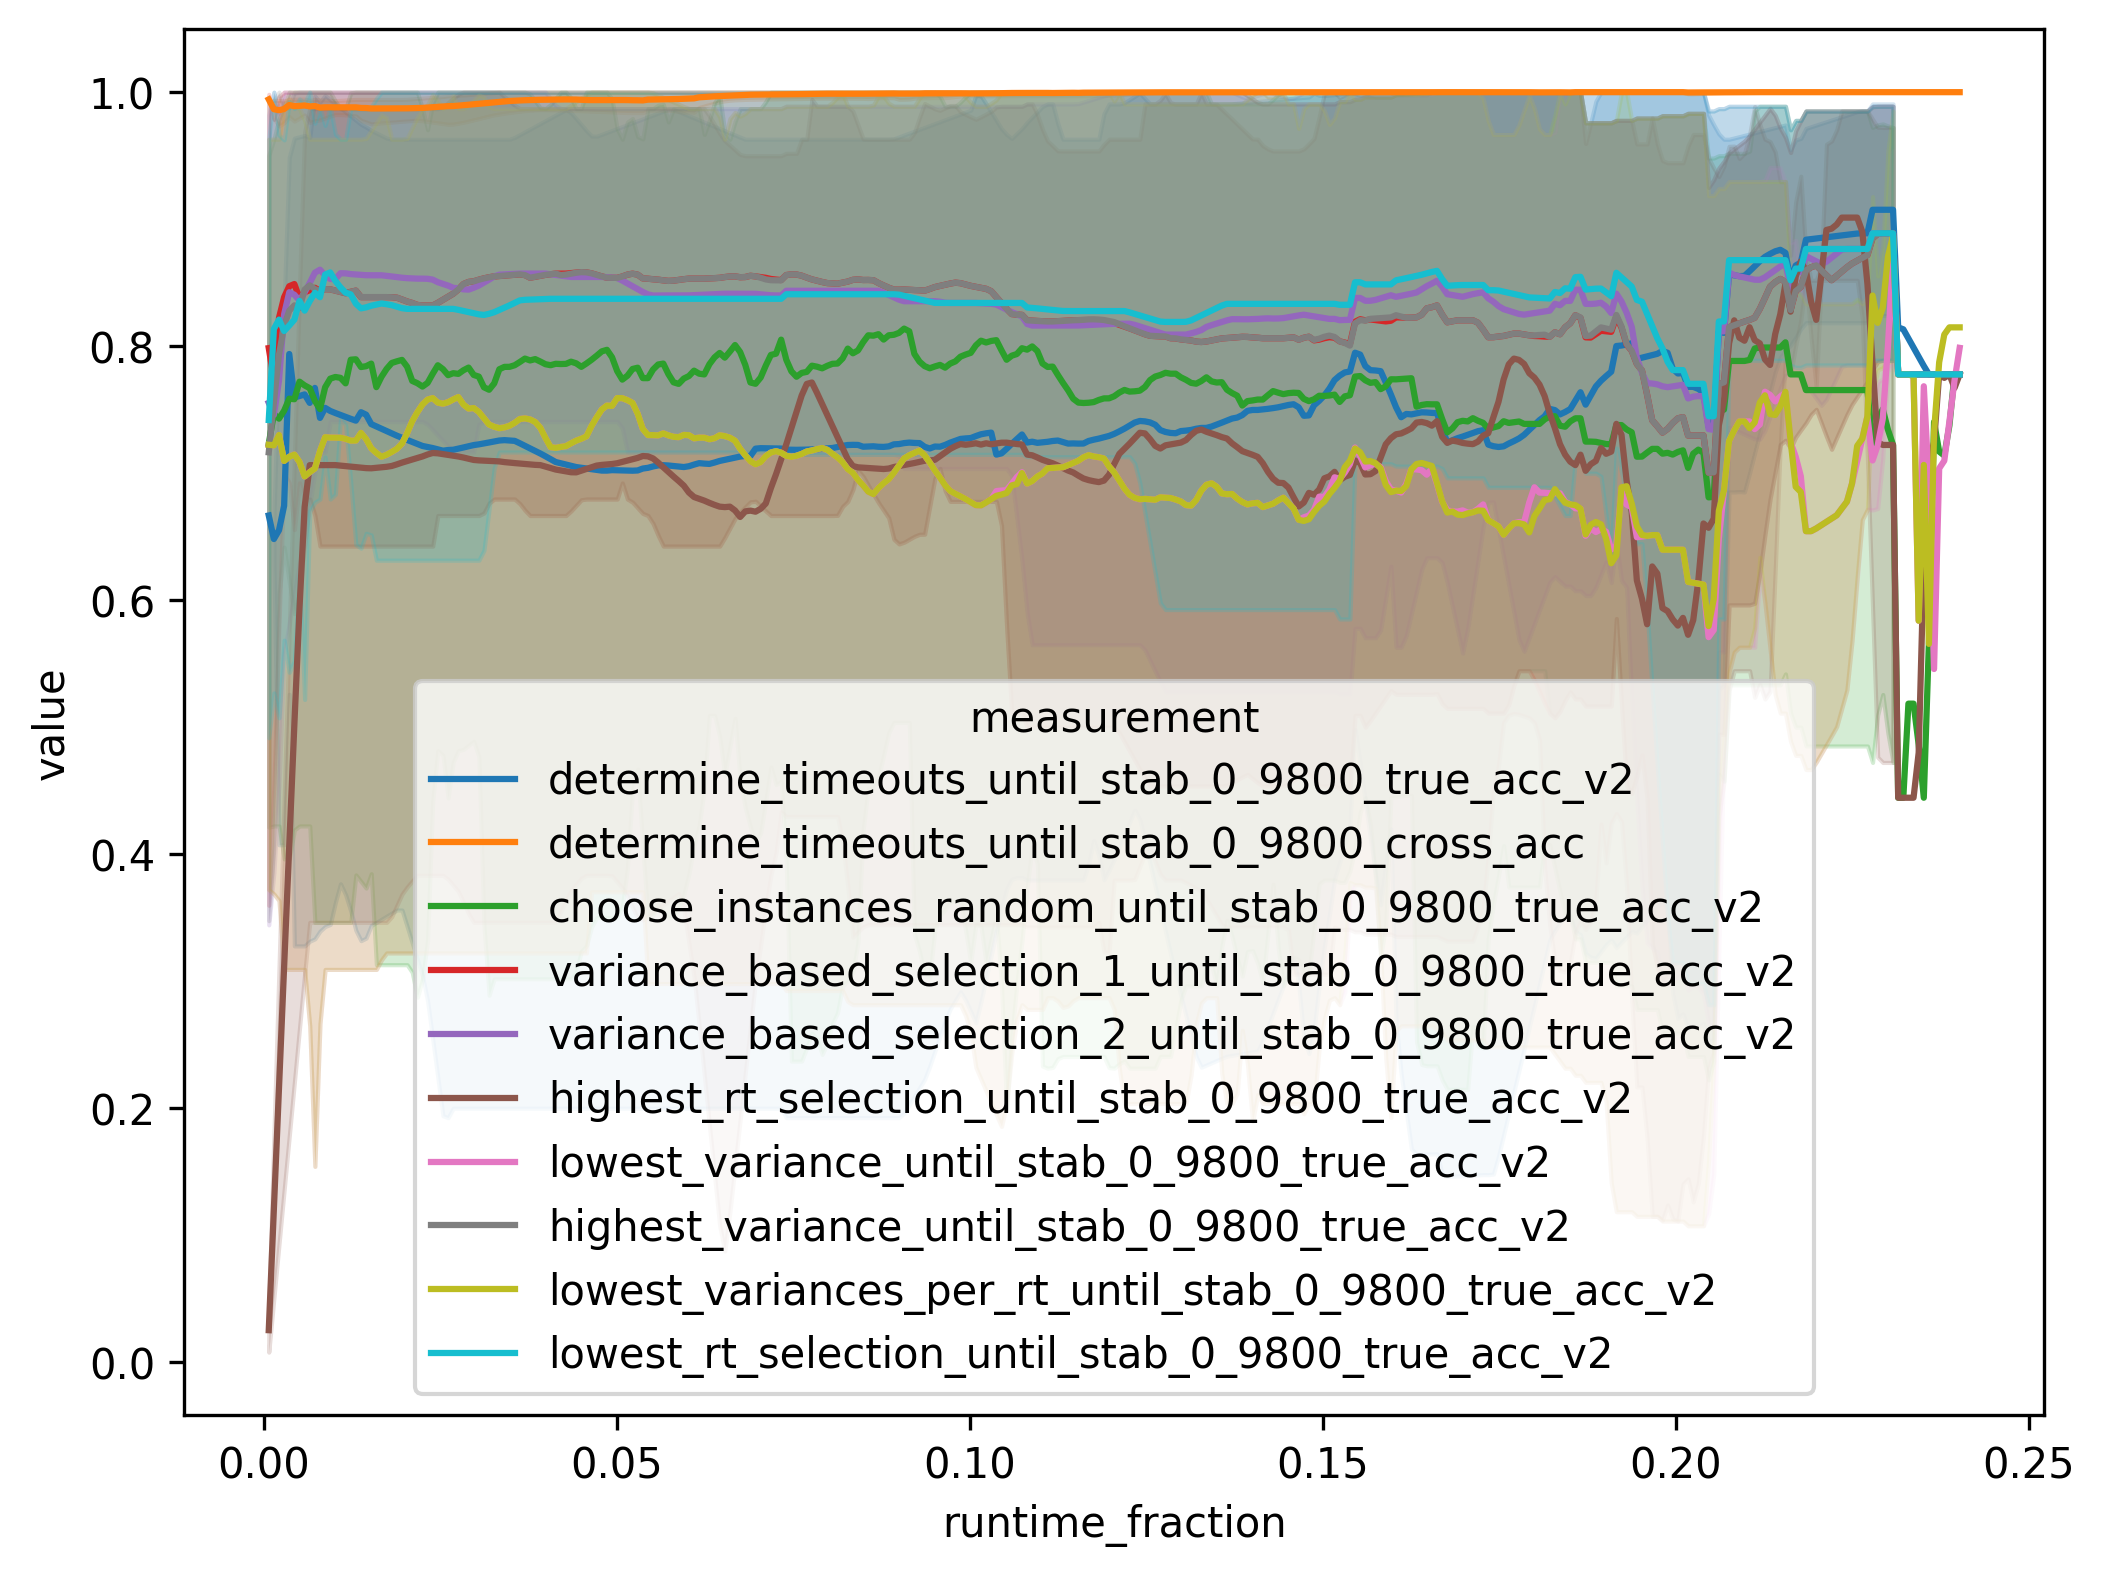 1.0
0.8
0.6
0.4
0.2
0.0
value
measurement
determine_timeouts_until_stab_0_9800_true_acc_v2
determine_timeouts_until_stab_0_9800_cross_acc
choose_instances_random_until_stab_0_9800_true_acc_v2
variance_based_selection_1_until_stab_0_9800_true_acc_v2
variance_based_selection_2_until_stab_0_9800_true_acc_v2
highest_rt_selection_until_stab_0_9800_true_acc_v2
lowest_variance_until_stab_0_9800_true_acc_v2
highest_variance_until_stab_0_9800_true_acc_v2
lowest_variances_per_rt_until_stab_0_9800_true_acc_v2
lowest_rt_selection_until_stab_0_9800_true_acc_v2
0.00 0.05 0.10 0.15 0.20 0.25
runtime_fraction